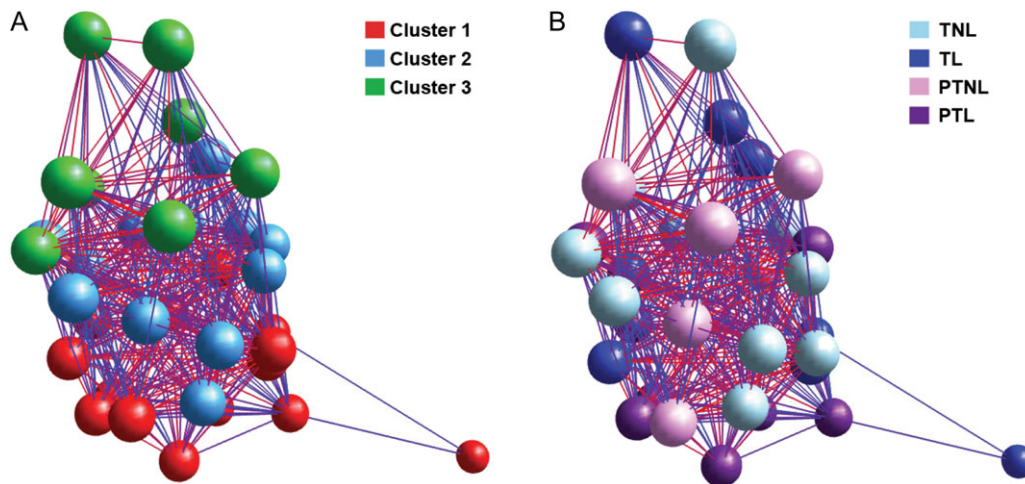 A
Cluster 1
Cluster 2
Cluster 3
B
TNL
TL
PTNL
PTL